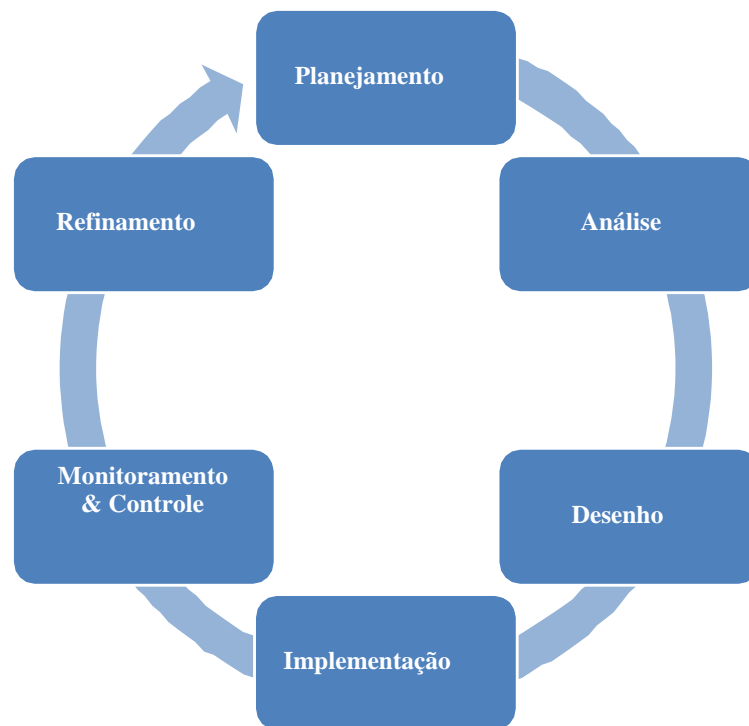 Planejamento
Análise
Desenho
Implementação
Monitoramento
& Controle
Refinamento